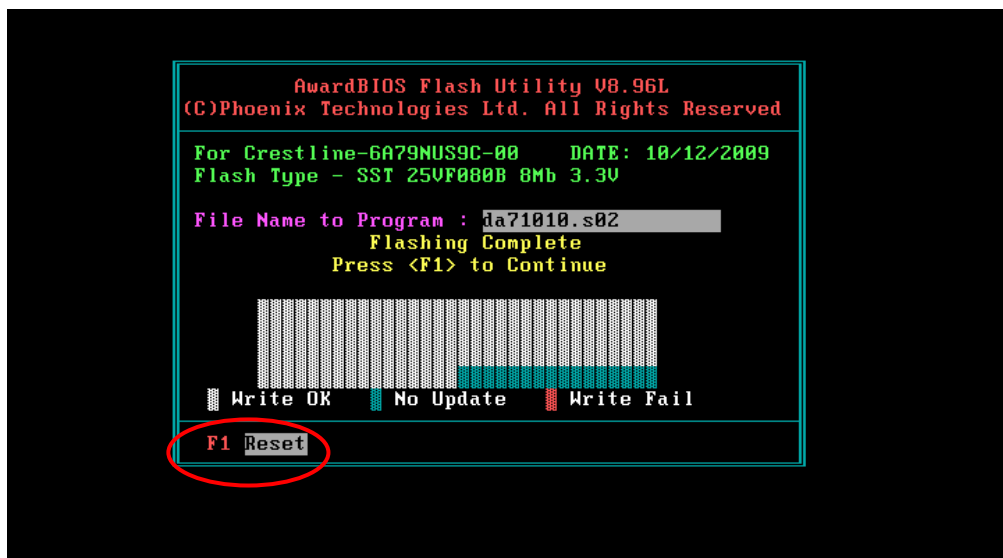 AwardBIOS Flash Utility V8.96L
(C)Phoenix Technologies Ltd. All Rights Reserved
For Crestline-6A79NUS9C-00 DATE: 10/12/2009
Flash Type - SST 25VF080B 8Mb 3.3V
File Name to Program : da71010.s02
Flashing Complete
Press <F1> to Continue
Write OK No Update Write Fail
F1 Reset